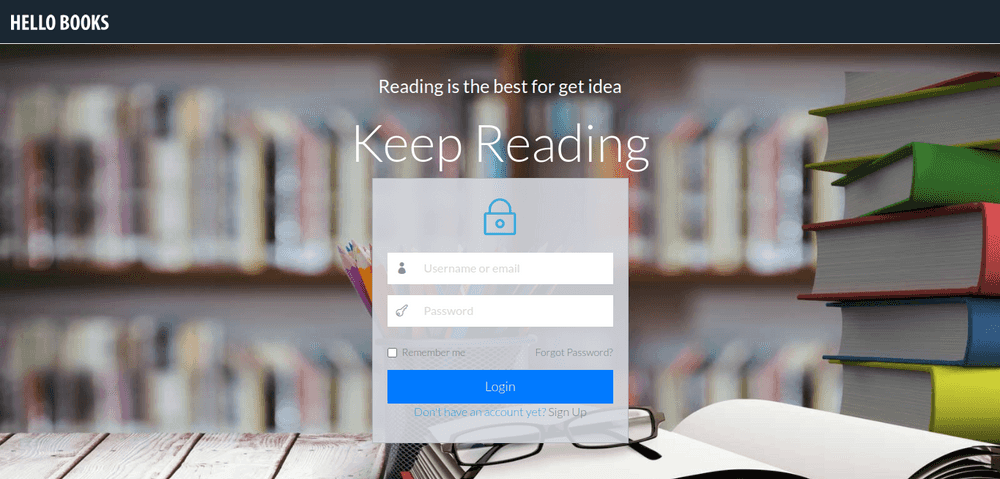 HELLO BOOKS
Reading is the best for get idea
Keep Reading
Username or email
Password
Remember me Forgot Password?
Login
Don't have an account yet? Sign Up